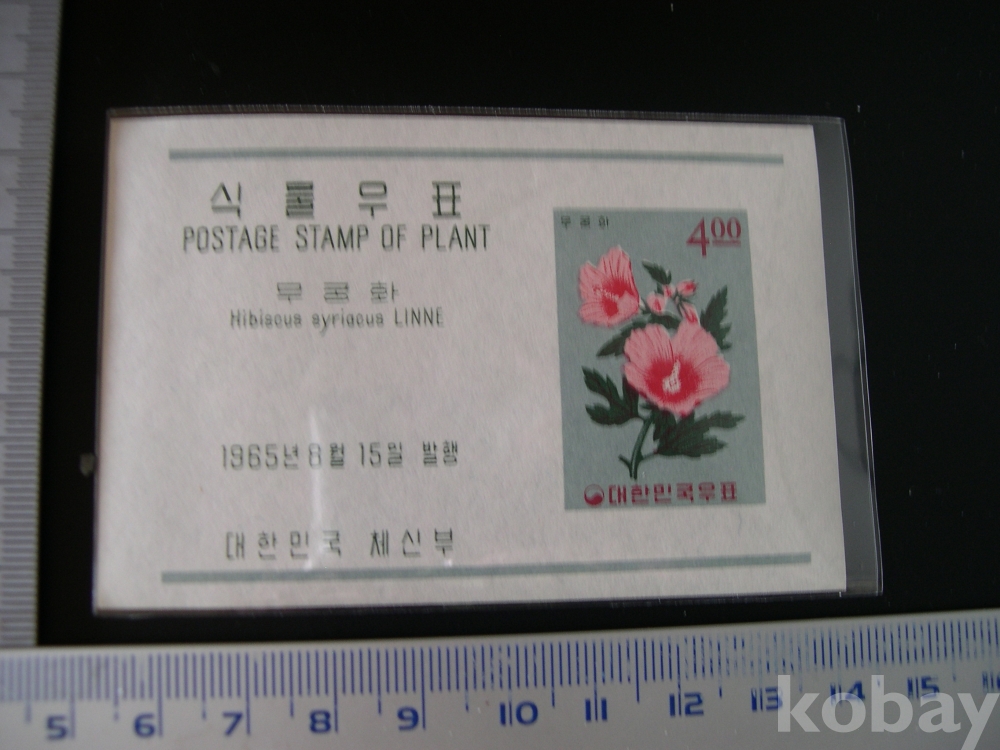 식물우표
POSTAGE STAMP OF PLANT
무궁화
Hibiscus syriacus LINNE
1965년 8월 15일 발행
대한민국 체신부
무궁화
4.00
대한민국우표
5 6 7 8 9 10 11 12 13 14 15
kobay